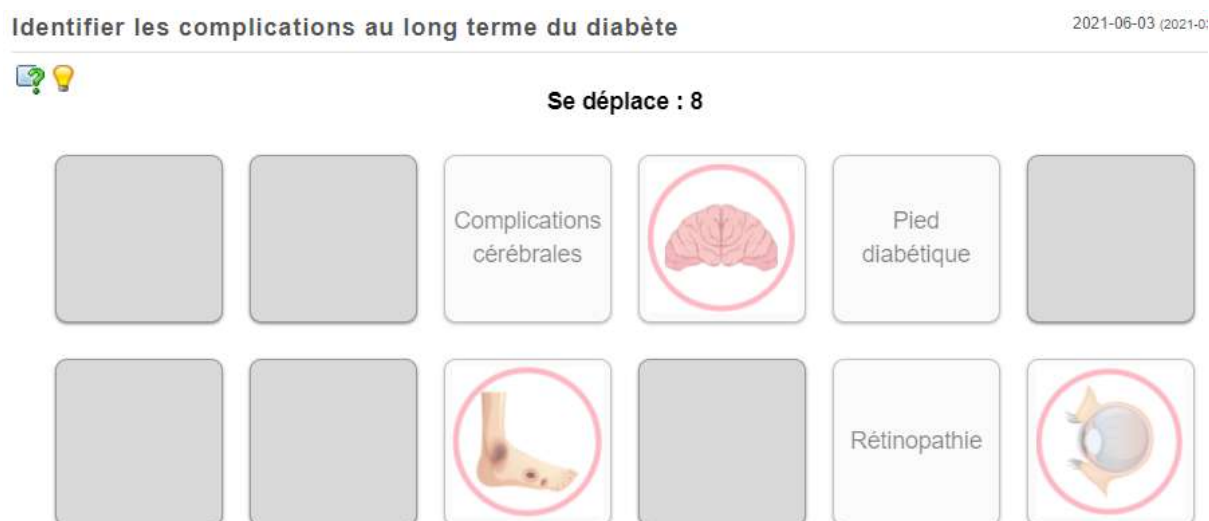 Identifier les complications au long terme du diabète
2021-06-03 (2021-03
Se déplace : 8
Complications
cérébrales
Pied
diabétique
Rétinopathie